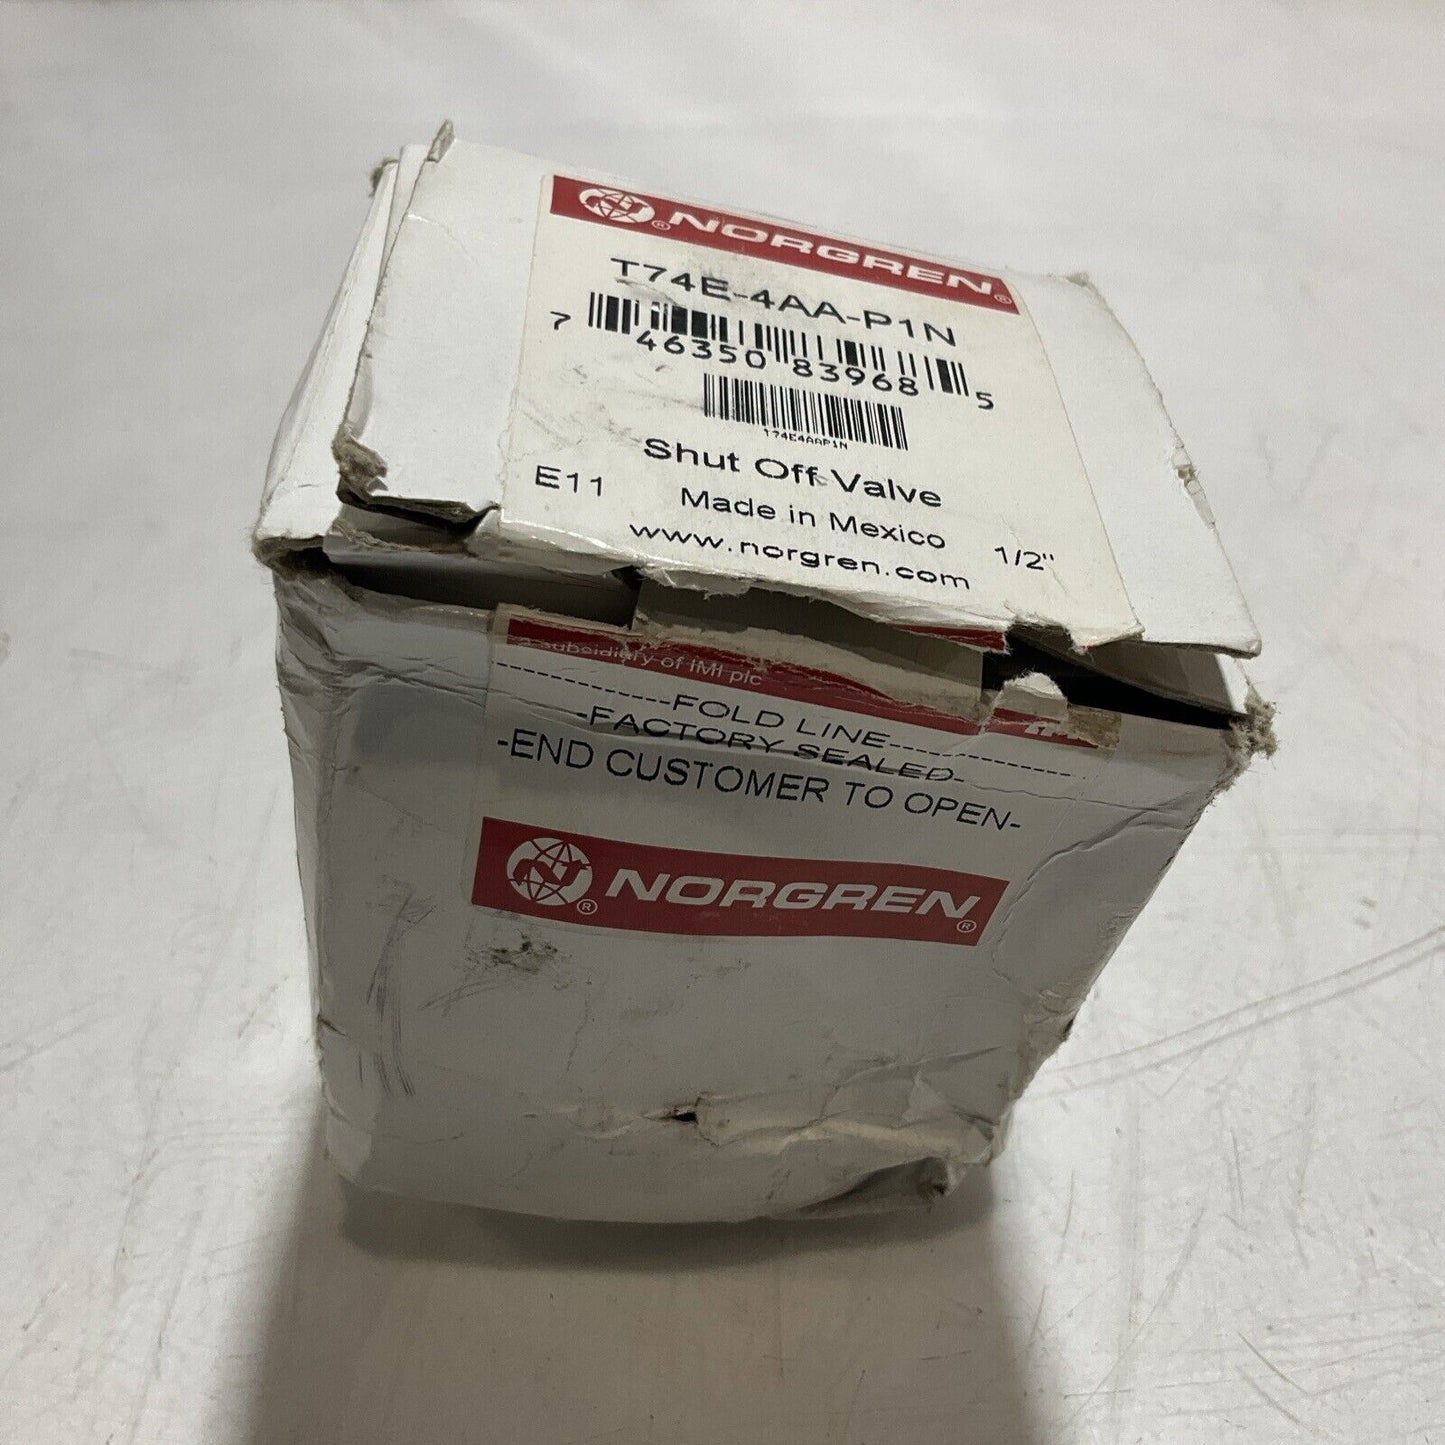 NORGREN
T74E-4AA-P1N
7 46350 83968 5
T74E4AAP1N
Shut Off Valve
E11 Made in Mexico 1/2"
www.norgren.com
A subsidiary of IMI plc
FOLD LINE
-FACTORY SEALED-
-END CUSTOMER TO OPEN-
NORGREN